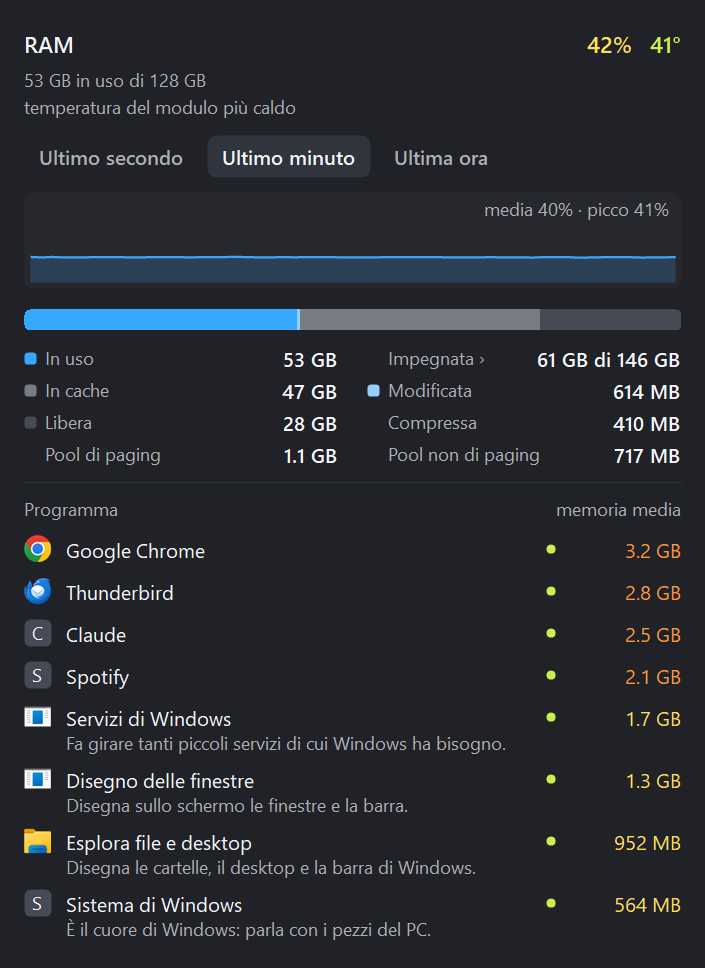 RAM 42% 41°
53 GB in uso di 128 GB
temperatura del modulo più caldo
Ultimo secondo Ultimo minuto Ultima ora
media 40% · picco 41%
In uso 53 GB Impegnata › 61 GB di 146 GB
In cache 47 GB Modificata 614 MB
Libera 28 GB Compressa 410 MB
Pool di paging 1.1 GB Pool non di paging 717 MB
Programma memoria media
Google Chrome 3.2 GB
Thunderbird 2.8 GB
C Claude 2.5 GB
S Spotify 2.1 GB
Servizi di Windows 1.7 GB
Fa girare tanti piccoli servizi di cui Windows ha bisogno.
Disegno delle finestre 1.3 GB
Disegna sullo schermo le finestre e la barra.
Esplora file e desktop 952 MB
Disegna le cartelle, il desktop e la barra di Windows.
S Sistema di Windows 564 MB
È il cuore di Windows: parla con i pezzi del PC.